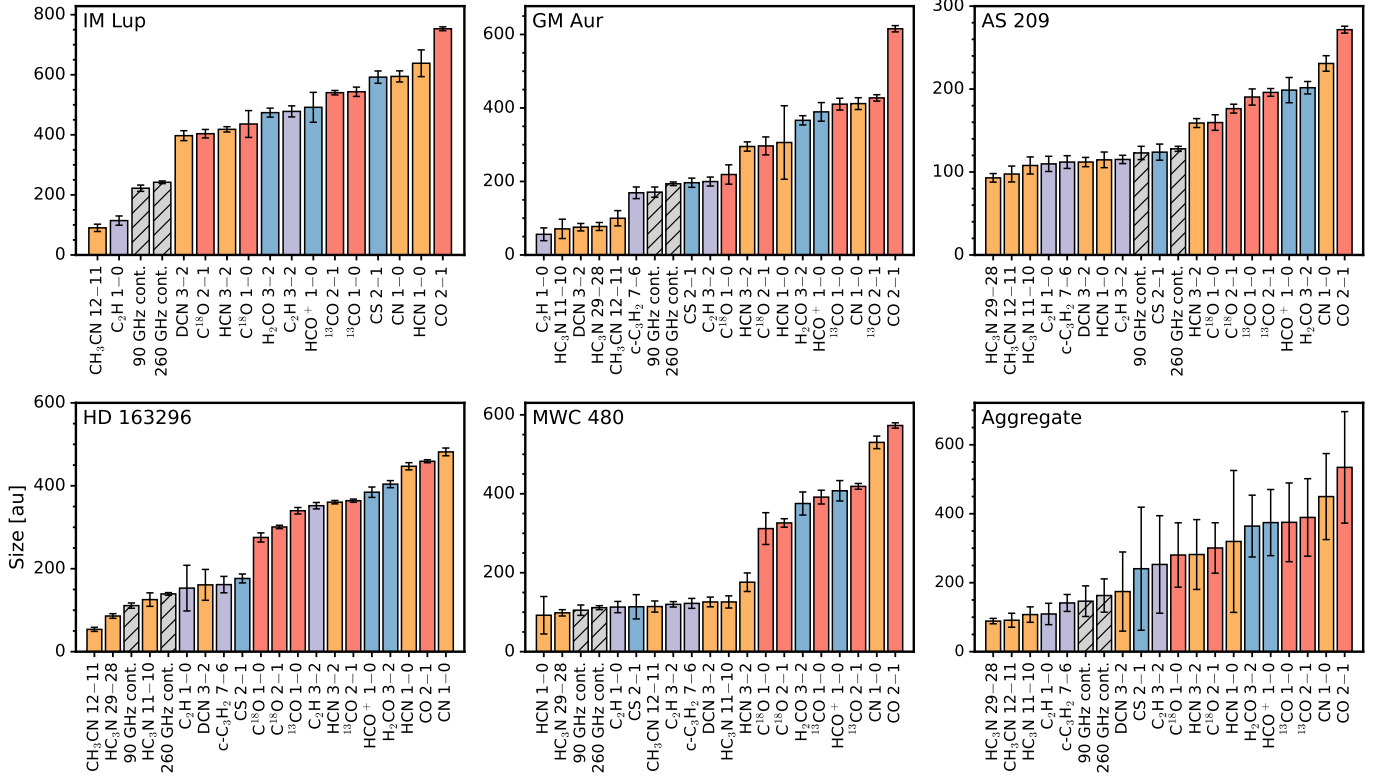 IM Lup
800
600
400
200
0
CH₃CN 12−11
C₂H 1−0
90 GHz cont.
260 GHz cont.
DCN 3−2
C¹⁸O 2−1
HCN 3−2
C¹⁸O 1−0
H₂CO 3−2
C₂H 3−2
HCO⁺ 1−0
¹³CO 2−1
¹³CO 1−0
CS 2−1
CN 1−0
HCN 1−0
CO 2−1
GM Aur
600
400
200
0
C₂H 1−0
HC₃N 11−10
DCN 3−2
HC₃N 29−28
CH₃CN 12−11
c-C₃H₂ 7−6
90 GHz cont.
260 GHz cont.
CS 2−1
C₂H 3−2
C¹⁸O 1−0
HCN 3−2
C¹⁸O 2−1
HCN 1−0
H₂CO 3−2
HCO⁺ 1−0
¹³CO 1−0
CN 1−0
¹³CO 2−1
CO 2−1
AS 209
300
200
100
0
HC₃N 29−28
CH₃CN 12−11
HC₃N 11−10
C₂H 1−0
c-C₃H₂ 7−6
DCN 3−2
HCN 1−0
C₂H 3−2
90 GHz cont.
CS 2−1
260 GHz cont.
HCN 3−2
C¹⁸O 1−0
C¹⁸O 2−1
¹³CO 1−0
¹³CO 2−1
HCO⁺ 1−0
H₂CO 3−2
CN 1−0
CO 2−1
HD 163296
Size [au]
600
400
200
0
CH₃CN 12−11
HC₃N 29−28
90 GHz cont.
HC₃N 11−10
260 GHz cont.
C₂H 1−0
DCN 3−2
c-C₃H₂ 7−6
CS 2−1
C¹⁸O 1−0
C¹⁸O 2−1
¹³CO 1−0
C₂H 3−2
HCN 3−2
¹³CO 2−1
HCO⁺ 1−0
H₂CO 3−2
HCN 1−0
CO 2−1
CN 1−0
MWC 480
600
400
200
0
HCN 1−0
HC₃N 29−28
90 GHz cont.
260 GHz cont.
C₂H 1−0
CS 2−1
CH₃CN 12−11
C₂H 3−2
c-C₃H₂ 7−6
DCN 3−2
HC₃N 11−10
HCN 3−2
C¹⁸O 1−0
C¹⁸O 2−1
H₂CO 3−2
¹³CO 1−0
HCO⁺ 1−0
¹³CO 2−1
CN 1−0
CO 2−1
Aggregate
600
400
200
0
HC₃N 29−28
CH₃CN 12−11
HC₃N 11−10
C₂H 1−0
c-C₃H₂ 7−6
90 GHz cont.
260 GHz cont.
DCN 3−2
CS 2−1
C₂H 3−2
C¹⁸O 1−0
HCN 3−2
C¹⁸O 2−1
HCN 1−0
H₂CO 3−2
HCO⁺ 1−0
¹³CO 1−0
¹³CO 2−1
CN 1−0
CO 2−1